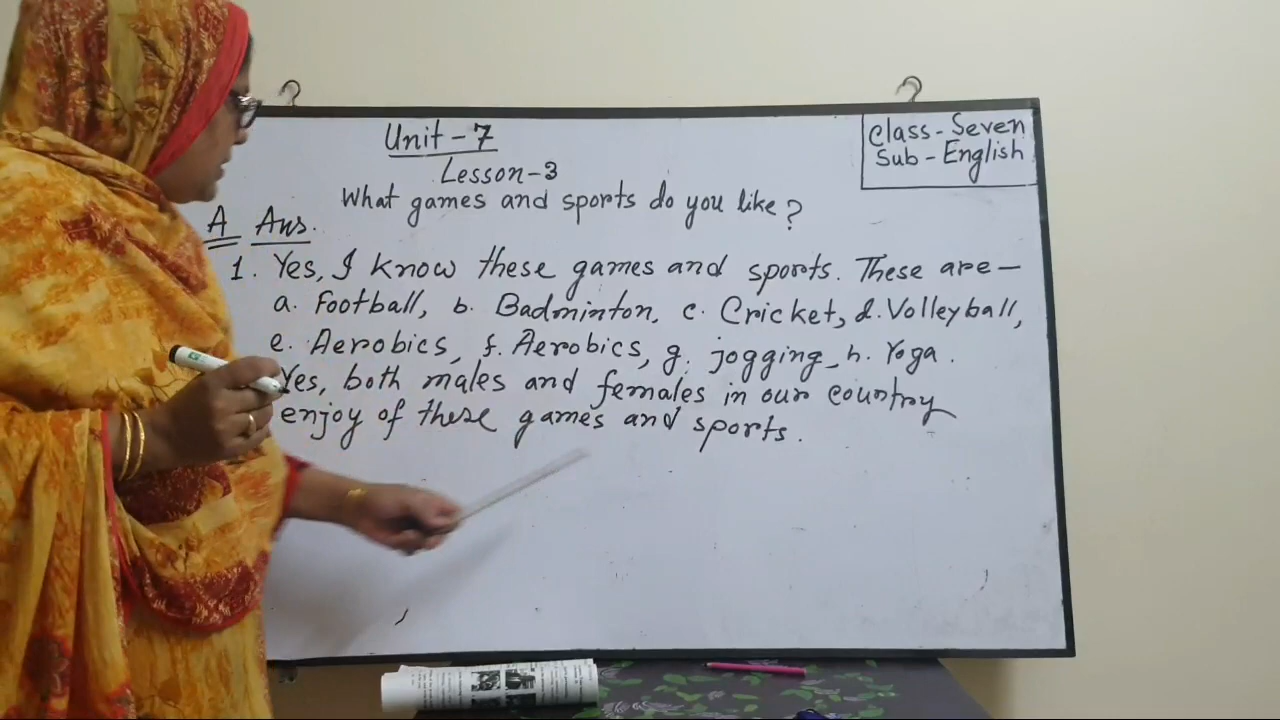 Unit-7
Class-Seven
Sub-English
Lesson-3
What games and sports do you like?
A Ans.
1. Yes, I know these games and sports. These are—
a. Football, b. Badminton, c. Cricket, d. Volleyball,
e. Aerobics, f. Aerobics, g. jogging, h. Yoga.
Yes, both males and females in our country
enjoy of these games and sports.